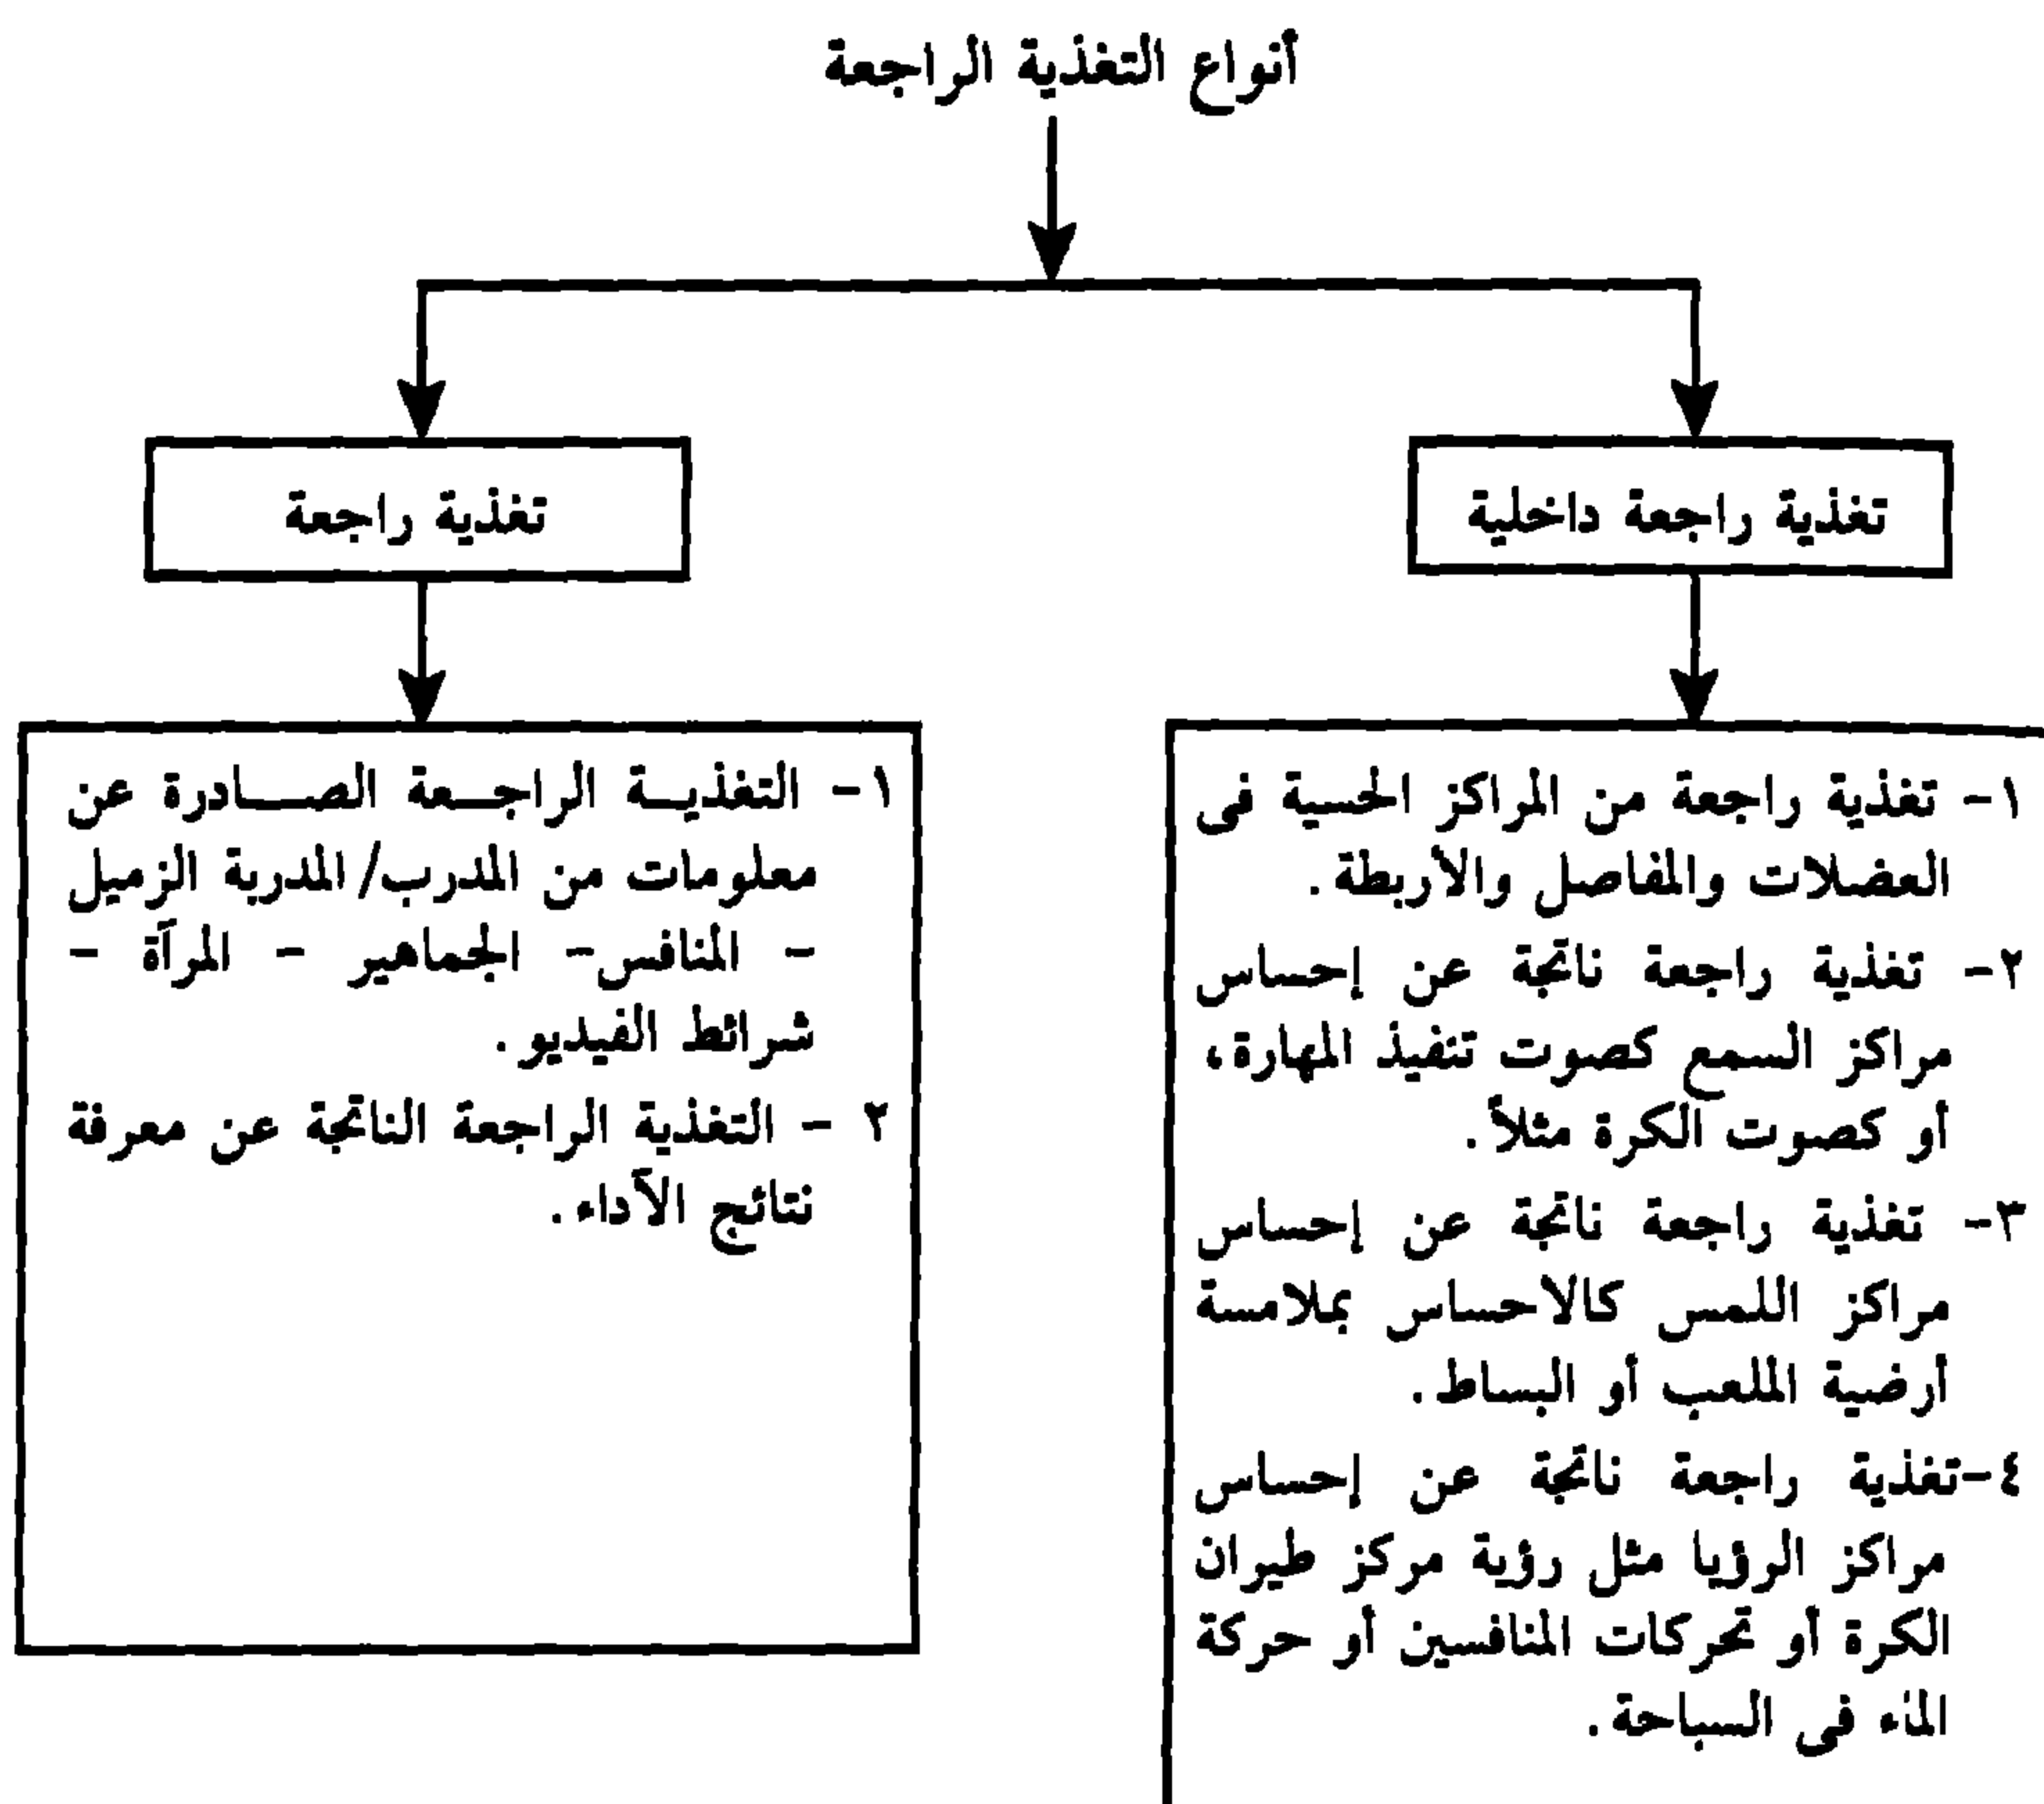 أنواع التغذية الراجعة
تغذية راجعة داخلية
تغذية راجعة
١- تغذية راجعة من المراكز الحسية فى
العضلات والمفاصل والأربطة.
٢- تغذية راجعة ناتجة عن إحساس
مراكز السمع كصوت تنفيذ المهارة،
أو كصوت الكرة مثلاً.
٣- تغذية راجعة ناتجة عن إحساس
مراكز اللمس كالاحساس بملامسة
أرضية الملعب أو البساط.
٤-تغذية راجعة ناتجة عن إحساس
مراكز الرؤيا مثل رؤية مركز طيران
الكرة أو تحركات المنافسين أو حركة
الماء فى السباحة.
١- التغذيـة الراجـعة الصـادرة عن
معلومات من المدرب/المدربة الزميل
- المنافس- الجماهير - المرآة -
شرائط الفيديو.
٢ - التغذية الراجعة الناتجة عن معرفة
نتائج الأداء.